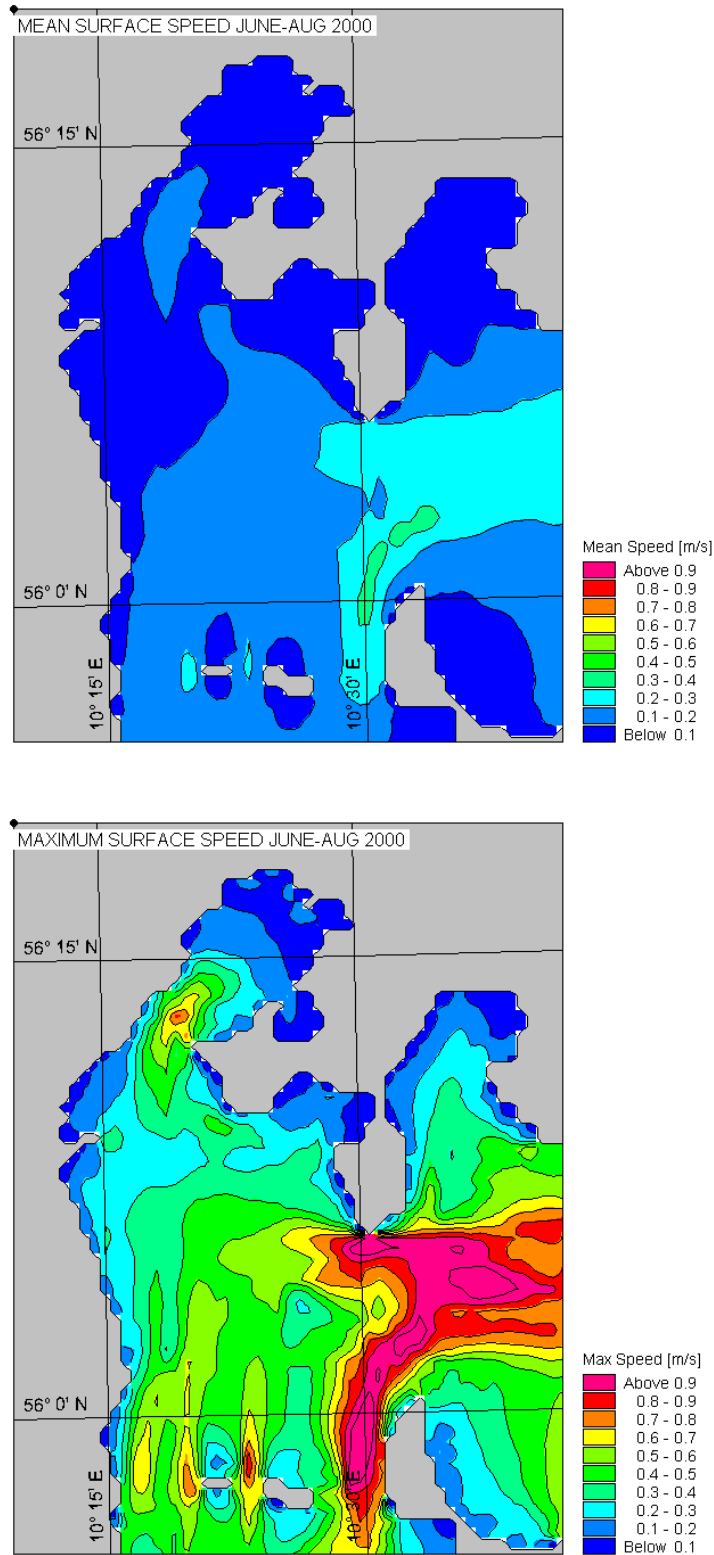 MEAN SURFACE SPEED JUNE-AUG 2000
56° 15' N
56° 0' N
10° 15' E
10° 30' E
Mean Speed [m/s]
Above 0.9
0.8 - 0.9
0.7 - 0.8
0.6 - 0.7
0.5 - 0.6
0.4 - 0.5
0.3 - 0.4
0.2 - 0.3
0.1 - 0.2
Below 0.1
MAXIMUM SURFACE SPEED JUNE-AUG 2000
56° 15' N
56° 0' N
10° 15' E
10° 30' E
Max Speed [m/s]
Above 0.9
0.8 - 0.9
0.7 - 0.8
0.6 - 0.7
0.5 - 0.6
0.4 - 0.5
0.3 - 0.4
0.2 - 0.3
0.1 - 0.2
Below 0.1